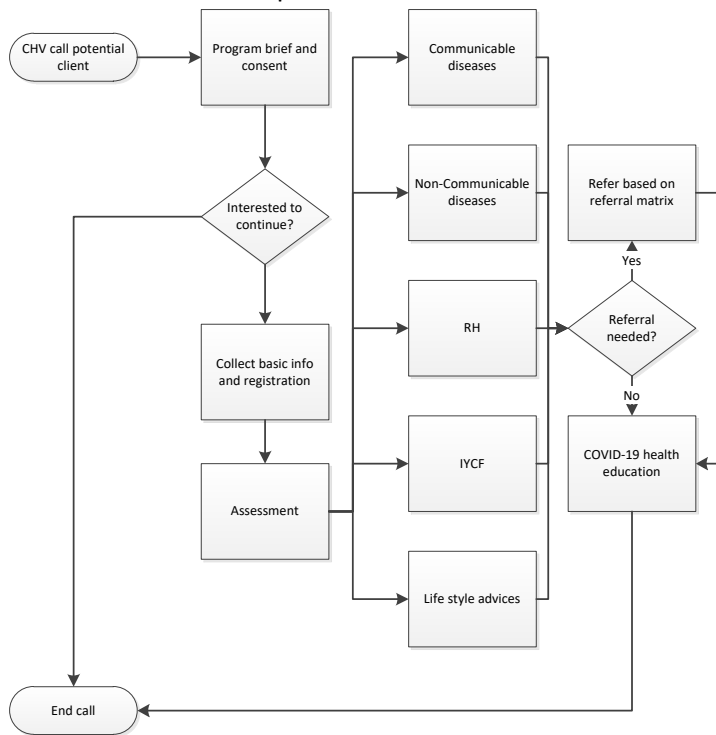 CHV call potential
client
Program brief and
consent
Communicable
diseases
Non-Communicable
diseases
Refer based on
referral matrix
Interested to
continue?
Yes
RH
Referral
needed?
Collect basic info
and registration
No
IYCF
COVID-19 health
education
Assessment
Life style advices
End call